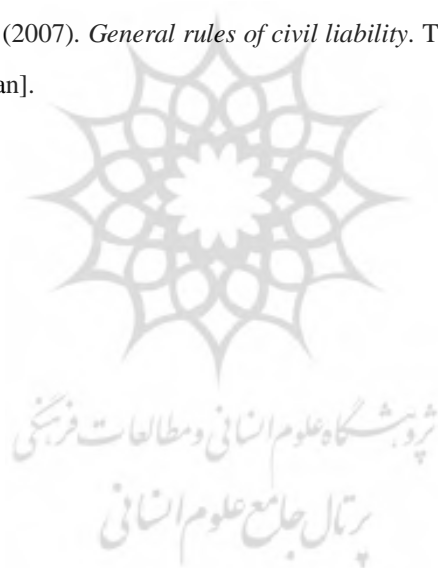 (2007). General rules of civil liability. T
an].
پژوهشگاه علوم انسانی و مطالعات فرهنگی
پرتال جامع علوم انسانی